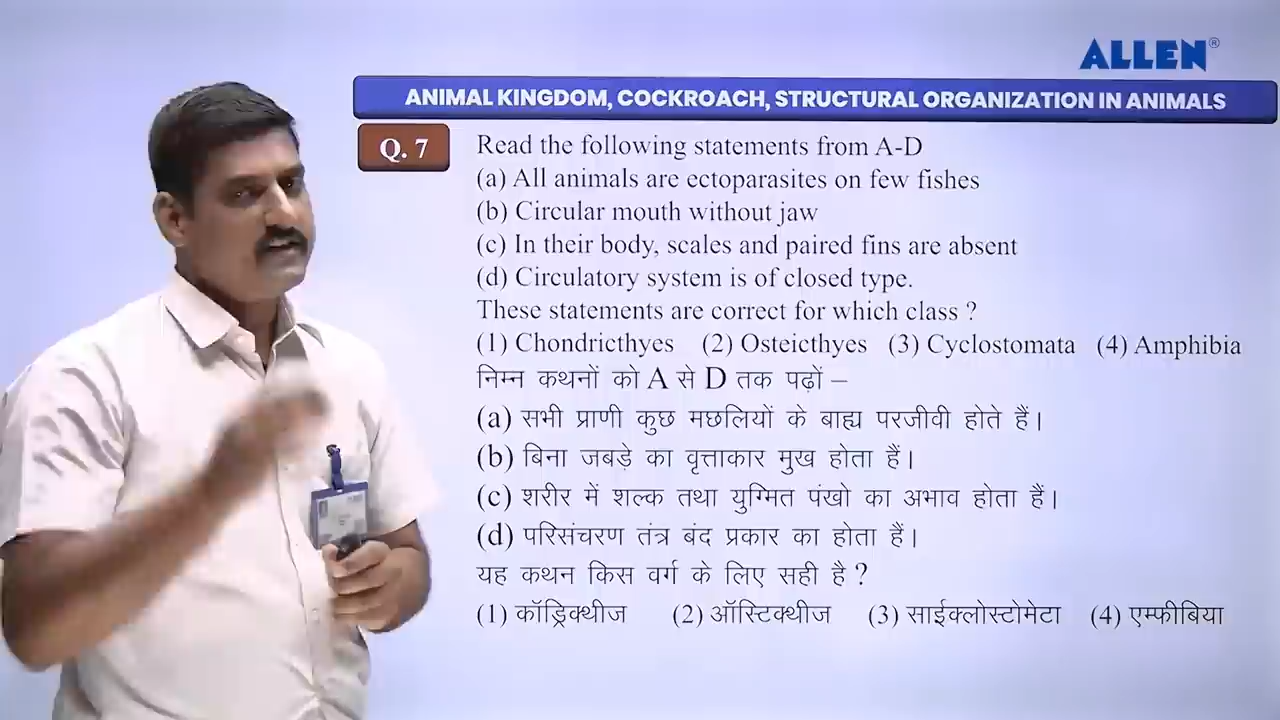 ALLEN®
ANIMAL KINGDOM, COCKROACH, STRUCTURAL ORGANIZATION IN ANIMALS
Q. 7
Read the following statements from A-D
(a) All animals are ectoparasites on few fishes
(b) Circular mouth without jaw
(c) In their body, scales and paired fins are absent
(d) Circulatory system is of closed type.
These statements are correct for which class ?
(1) Chondricthyes (2) Osteicthyes (3) Cyclostomata (4) Amphibia
निम्न कथनों को A से D तक पढ़ों –
(a) सभी प्राणी कुछ मछलियों के बाह्य परजीवी होते हैं।
(b) बिना जबड़े का वृत्ताकार मुख होता हैं।
(c) शरीर में शल्क तथा युग्मित पंखो का अभाव होता हैं।
(d) परिसंचरण तंत्र बंद प्रकार का होता हैं।
यह कथन किस वर्ग के लिए सही है ?
(1) कॉड्रिक्थीज (2) ऑस्टिक्थीज (3) साईक्लोस्टोमेटा (4) एम्फीबिया